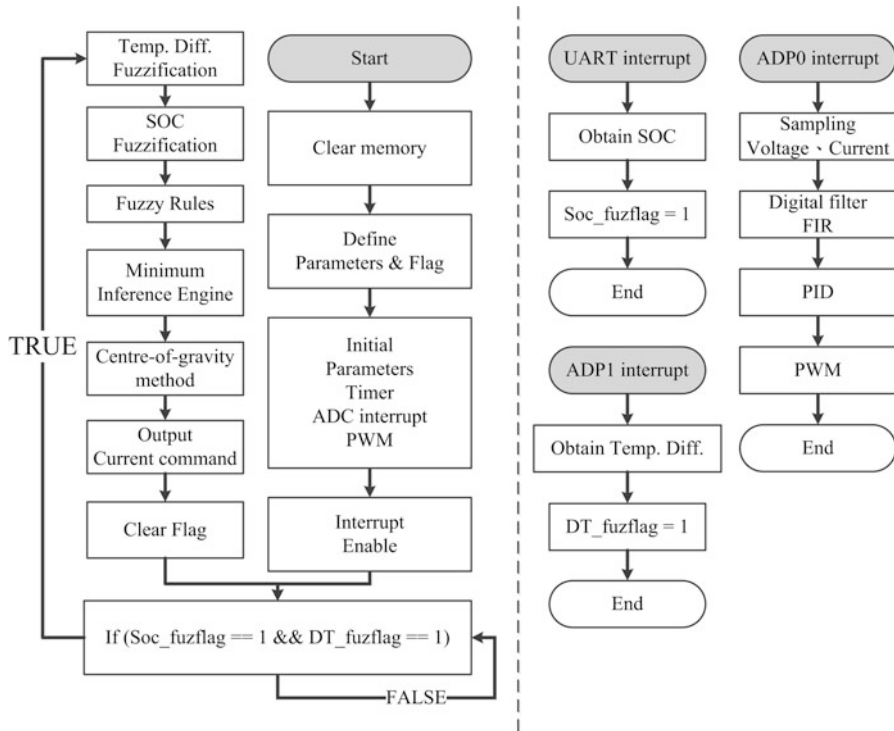 Temp. Diff.
Fuzzification
SOC
Fuzzification
Fuzzy Rules
Minimum
Inference Engine
Centre-of-gravity
method
Output
Current command
Clear Flag
TRUE
Start
Clear memory
Define
Parameters & Flag
Initial
Parameters
Timer
ADC interrupt
PWM
Interrupt
Enable
If (Soc_fuzflag == 1 && DT_fuzflag == 1)
FALSE
UART interrupt
Obtain SOC
Soc_fuzflag = 1
End
ADP1 interrupt
Obtain Temp. Diff.
DT_fuzflag = 1
End
ADP0 interrupt
Sampling
Voltage、Current
Digital filter
FIR
PID
PWM
End